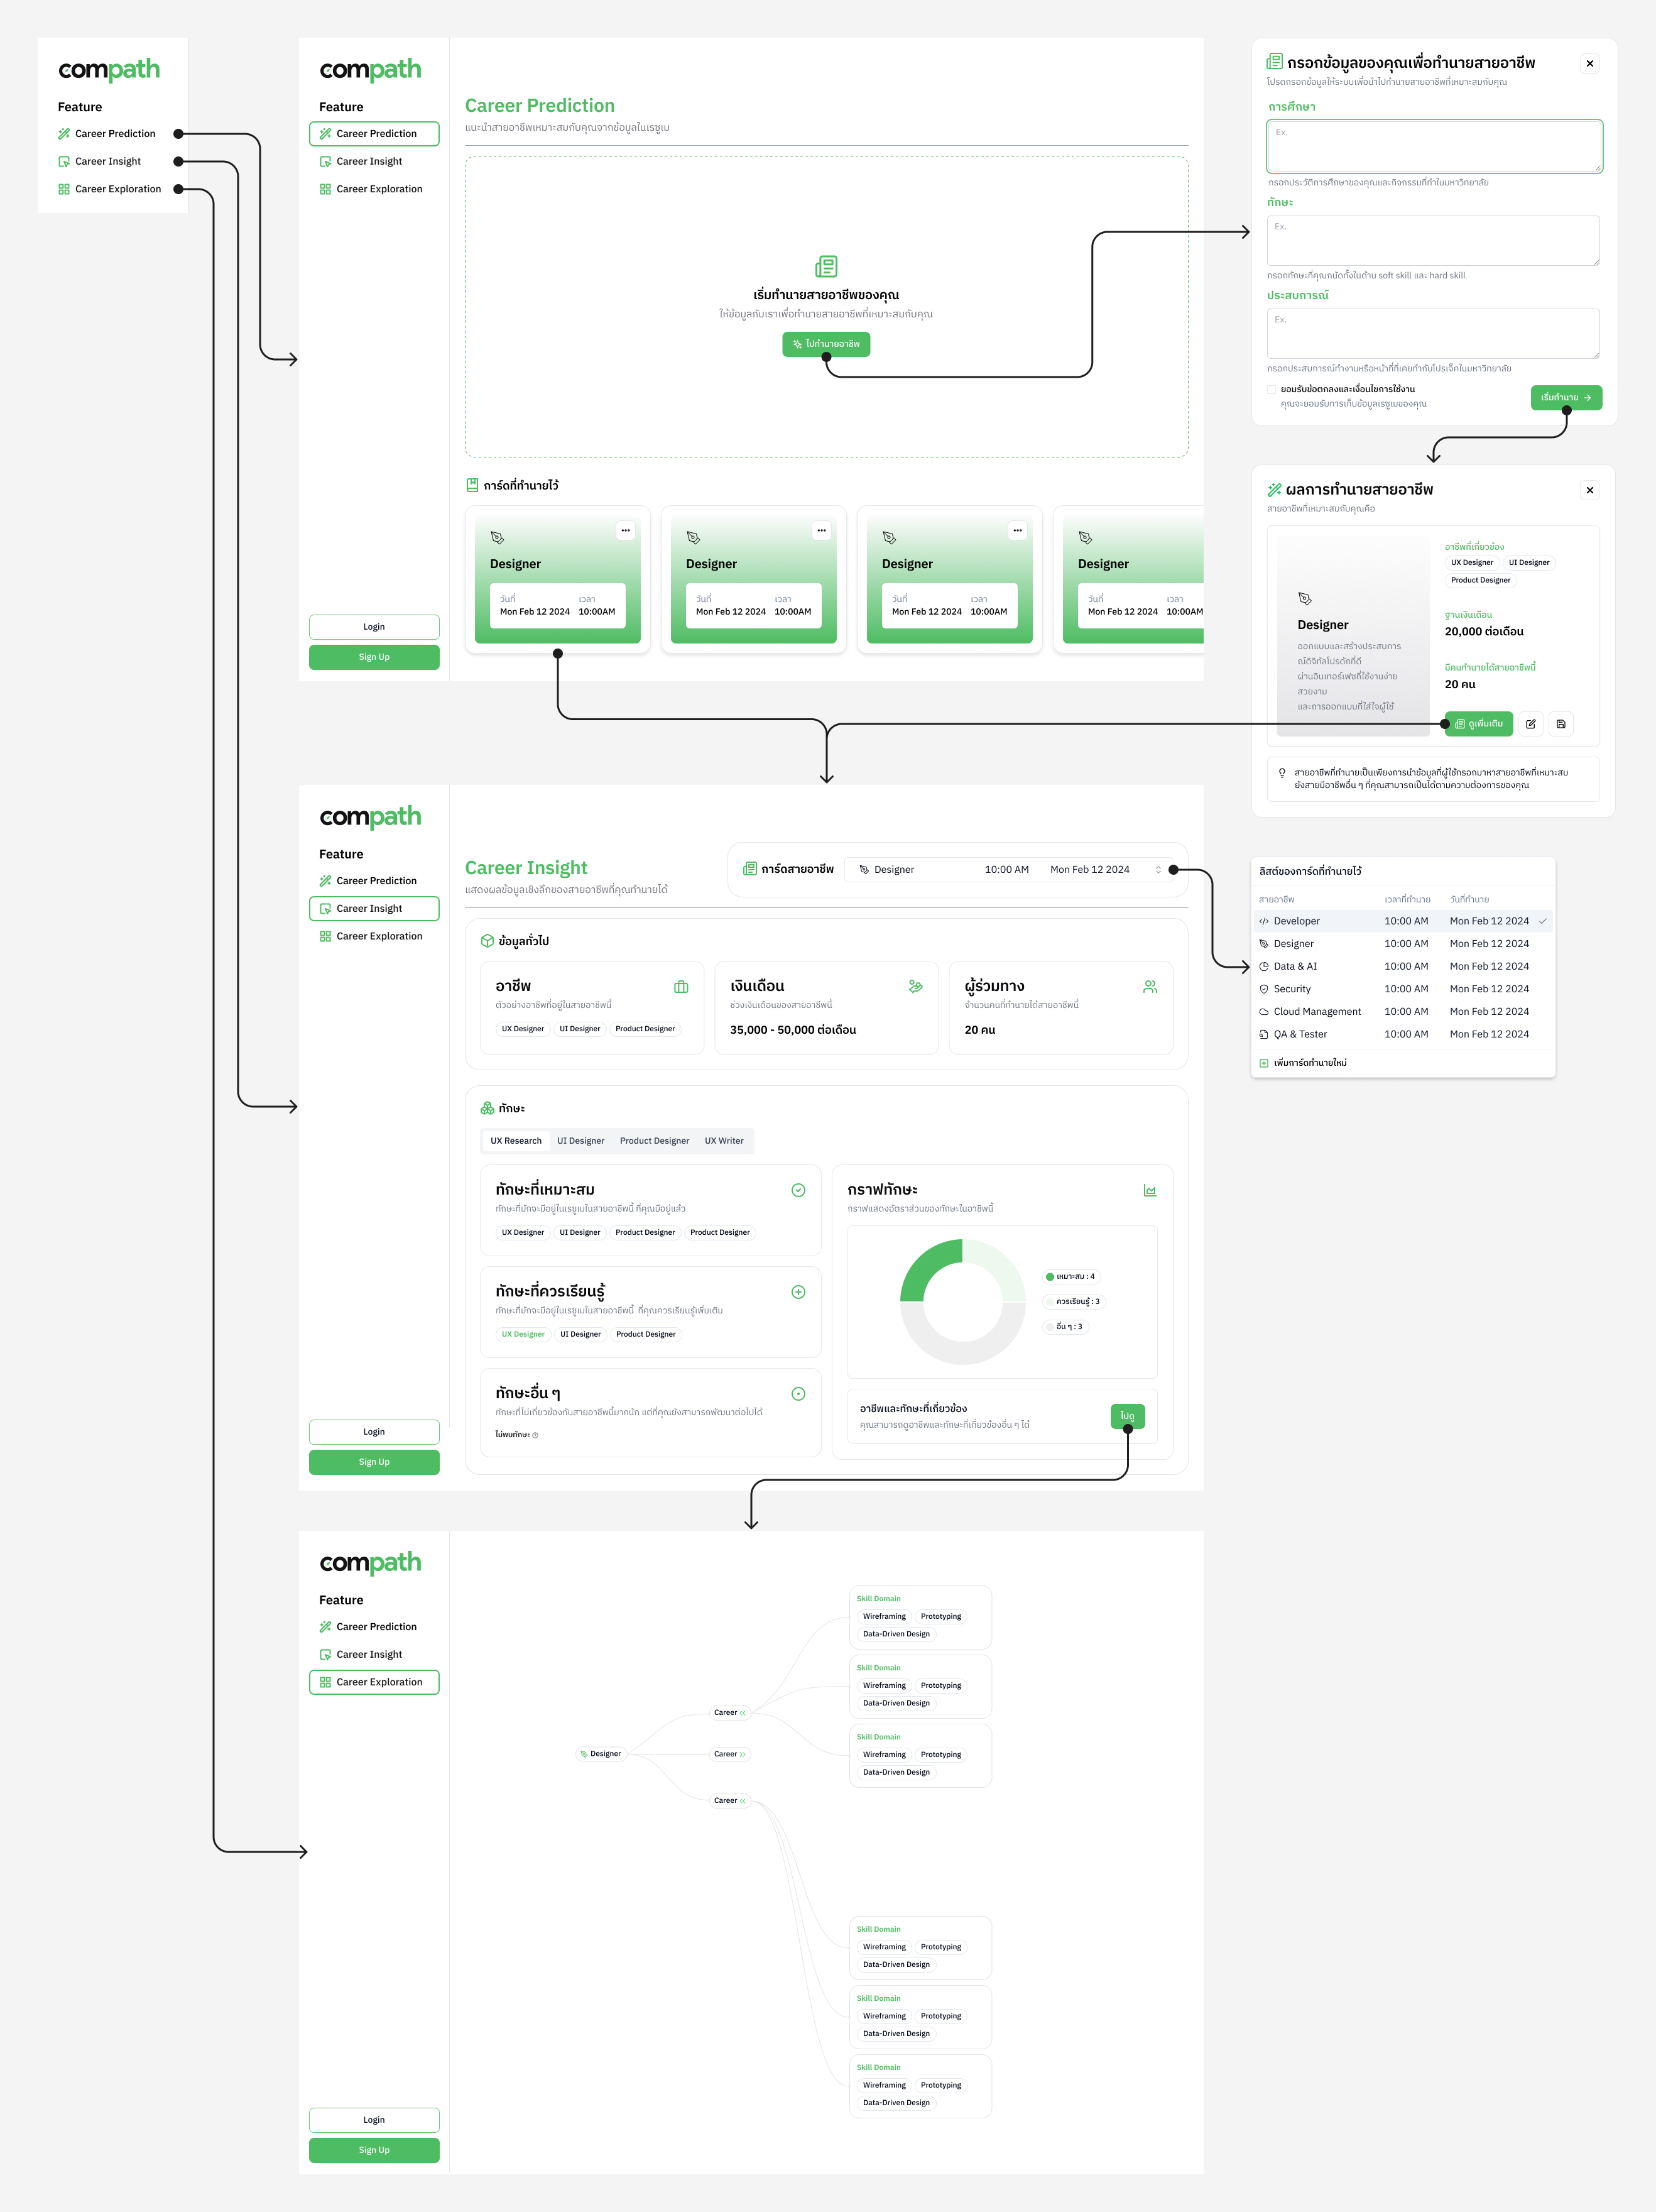 compath
Feature
Career Prediction
Career Insight
Career Exploration
compath
Feature
Career Prediction
Career Insight
Career Exploration
Login
Sign Up
Career Prediction
แนะนำสายอาชีพเหมาะสมกับคุณจากข้อมูลในเรซูเม
เริ่มทำนายสายอาชีพของคุณ
ให้ข้อมูลกับเราเพื่อทำนายสายอาชีพที่เหมาะสมกับคุณ
ไปทำนายอาชีพ
การ์ดที่ทำนายไว้
Designer
วันที่ เวลา
Mon Feb 12 2024 10:00AM
Designer
วันที่ เวลา
Mon Feb 12 2024 10:00AM
Designer
วันที่ เวลา
Mon Feb 12 2024 10:00AM
Designer
วันที่ เวลา
Mon Feb 12 2024 10:00AM
กรอกข้อมูลของคุณเพื่อทำนายสายอาชีพ
โปรดกรอกข้อมูลให้ระบบเพื่อนำไปทำนายสายอาชีพที่เหมาะสมกับคุณ
การศึกษา
Ex.
กรอกประวัติการศึกษาของคุณและกิจกรรมที่ทำในมหาวิทยาลัย
ทักษะ
Ex.
กรอกทักษะที่คุณถนัดทั้งในด้าน soft skill และ hard skill
ประสบการณ์
Ex.
กรอกประสบการณ์ทำงานหรือหน้าที่ที่เคยทำกับโปรเจ็คในมหาวิทยาลัย
ยอมรับข้อตกลงและเงื่อนไขการใช้งาน
คุณจะยอมรับการเก็บข้อมูลเรซูเมของคุณ
เริ่มทำนาย
ผลการทำนายสายอาชีพ
สายอาชีพที่เหมาะสมกับคุณคือ
Designer
ออกแบบและสร้างประสบการ
ณ์ดิจิทัลโปรดักที่ดี
ผ่านอินเทอร์เฟซที่ใช้งานง่าย
สวยงาม
และการออกแบบที่ใส่ใจผู้ใช้
อาชีพที่เกี่ยวข้อง
UX Designer UI Designer
Product Designer
ฐานเงินเดือน
20,000 ต่อเดือน
มีคนทำนายได้สายอาชีพนี้
20 คน
ดูเพิ่มเติม
สายอาชีพที่ทำนายเป็นเพียงการนำข้อมูลที่ผู้ใช้กรอกมาหาสายอาชีพที่เหมาะสม
ยังสายมีอาชีพอื่น ๆ ที่คุณสามารถเป็นได้ตามความต้องการของคุณ
compath
Feature
Career Prediction
Career Insight
Career Exploration
Login
Sign Up
Career Insight
แสดงผลข้อมูลเชิงลึกของสายอาชีพที่คุณทำนายได้
การ์ดสายอาชีพ Designer 10:00 AM Mon Feb 12 2024
ข้อมูลทั่วไป
อาชีพ
ตัวอย่างอาชีพที่อยู่ในสายอาชีพนี้
UX Designer UI Designer Product Designer
เงินเดือน
ช่วงเงินเดือนของสายอาชีพนี้
35,000 - 50,000 ต่อเดือน
ผู้ร่วมทาง
จำนวนคนที่ทำนายได้สายอาชีพนี้
20 คน
ทักษะ
UX Research UI Designer Product Designer UX Writer
ทักษะที่เหมาะสม
ทักษะที่มักจะมีอยู่ในเรซูเมในสายอาชีพนี้ ที่คุณมีอยู่แล้ว
UX Designer UI Designer Product Designer Product Designer
ทักษะที่ควรเรียนรู้
ทักษะที่มักจะมีอยู่ในเรซูเมในสายอาชีพนี้ ที่คุณควรเรียนรู้เพิ่มเติม
UX Designer UI Designer Product Designer
ทักษะอื่น ๆ
ทักษะที่ไม่เกี่ยวข้องกับสายอาชีพนี้มากนัก แต่ที่คุณยังสามารถพัฒนาต่อไปได้
ไม่พบทักษะ
กราฟทักษะ
กราฟแสดงอัตราส่วนของทักษะในอาชีพนี้
เหมาะสม : 4
ควรเรียนรู้ : 3
อื่น ๆ : 3
อาชีพและทักษะที่เกี่ยวข้อง
คุณสามารถดูอาชีพและทักษะที่เกี่ยวข้องอื่น ๆ ได้
ไปดู
ลิสต์ของการ์ดที่ทำนายไว้
สายอาชีพ เวลาที่ทำนาย วันที่ทำนาย
Developer 10:00 AM Mon Feb 12 2024
Designer 10:00 AM Mon Feb 12 2024
Data & AI 10:00 AM Mon Feb 12 2024
Security 10:00 AM Mon Feb 12 2024
Cloud Management 10:00 AM Mon Feb 12 2024
QA & Tester 10:00 AM Mon Feb 12 2024
เพิ่มการ์ดทำนายใหม่
compath
Feature
Career Prediction
Career Insight
Career Exploration
Login
Sign Up
Designer
Career
Career
Career
Skill Domain
Wireframing Prototyping
Data-Driven Design
Skill Domain
Wireframing Prototyping
Data-Driven Design
Skill Domain
Wireframing Prototyping
Data-Driven Design
Skill Domain
Wireframing Prototyping
Data-Driven Design
Skill Domain
Wireframing Prototyping
Data-Driven Design
Skill Domain
Wireframing Prototyping
Data-Driven Design